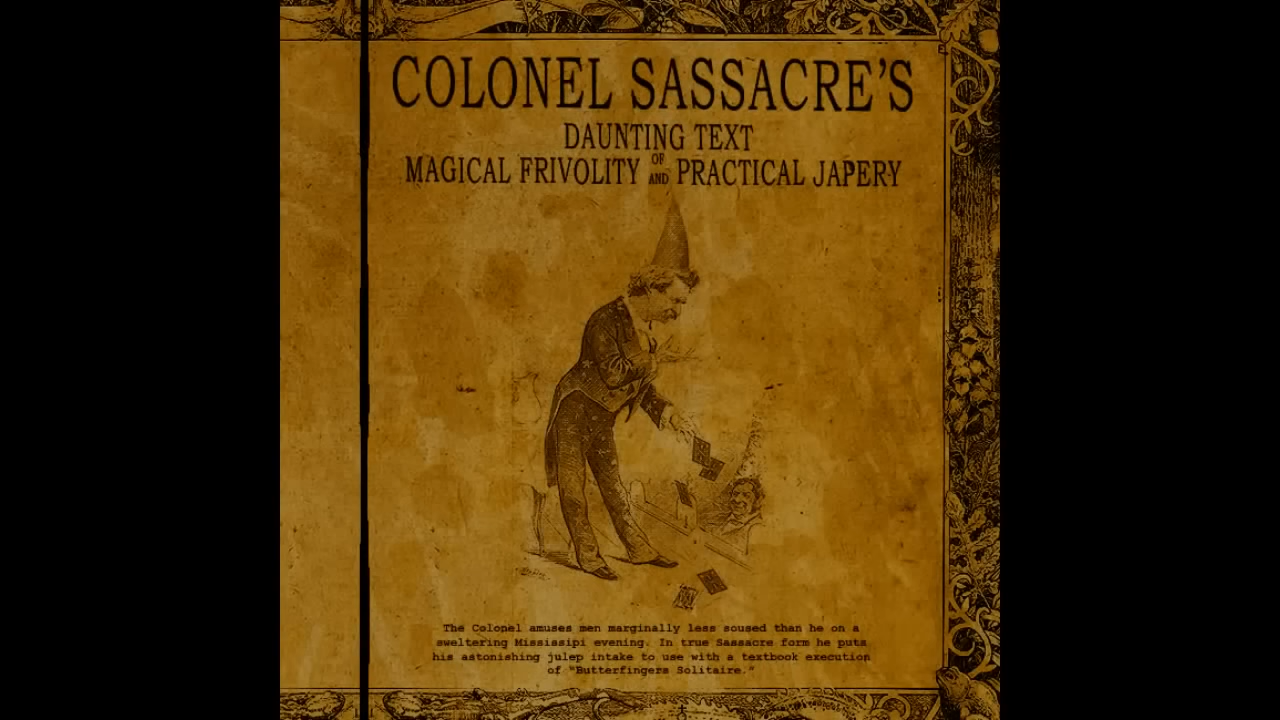 COLONEL SASSACRE'S
DAUNTING TEXT
OF
MAGICAL FRIVOLITY AND PRACTICAL JAPERY
The Colonel amuses men marginally less soused than he on a
sweltering Mississipi evening. In true Sassacre form he puts
his astonishing julep intake to use with a textbook execution
of "Butterfingers Solitaire."